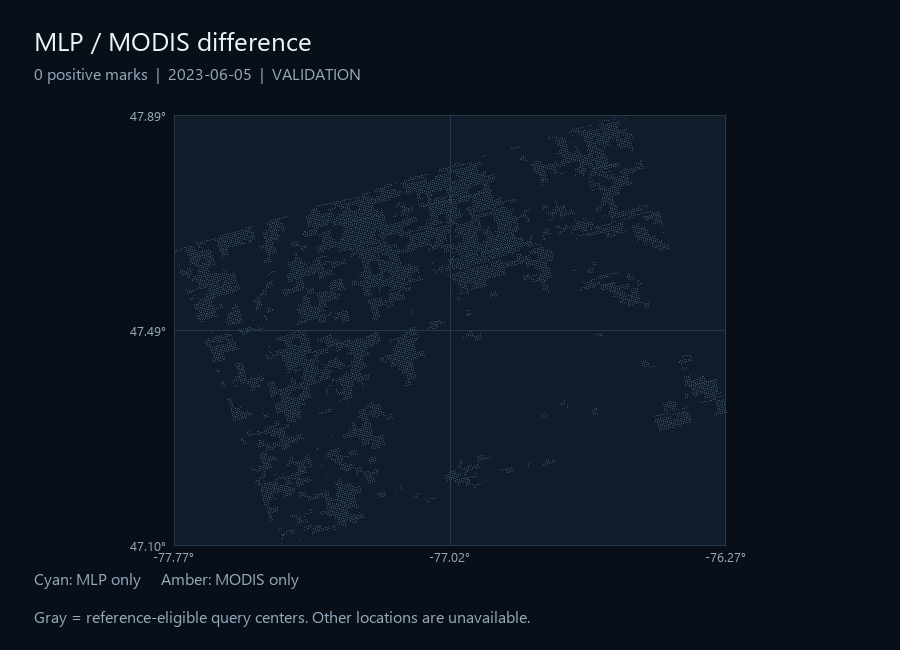 MLP / MODIS difference
0 positive marks | 2023-06-05 | VALIDATION
47.89°
47.49°
47.10°
-77.77° -77.02° -76.27°
Cyan: MLP only Amber: MODIS only
Gray = reference-eligible query centers. Other locations are unavailable.